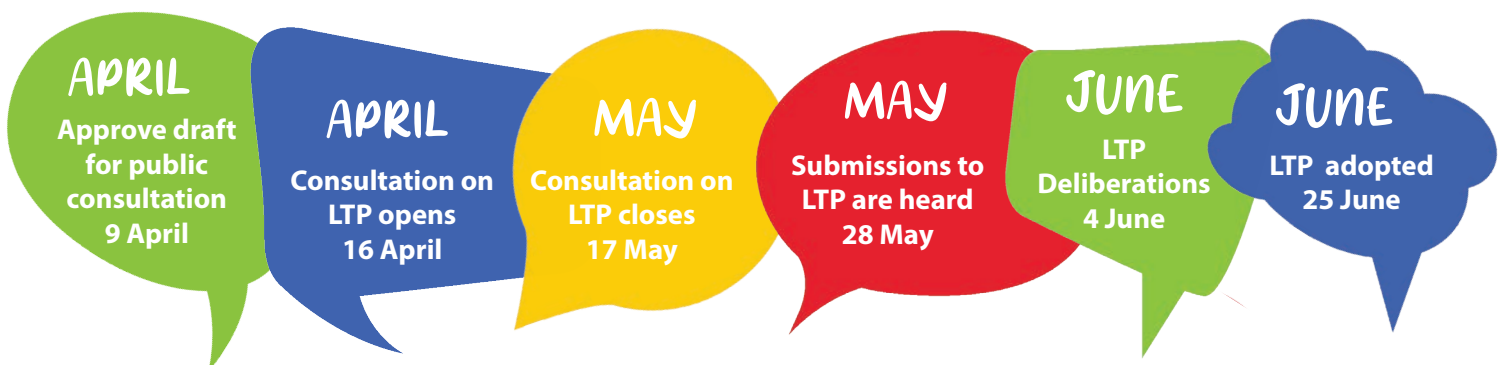 APRIL
Approve draft
for public
consultation
9 April
APRIL
Consultation on
LTP opens
16 April
MAY
Consultation on
LTP closes
17 May
MAY
Submissions to
LTP are heard
28 May
JUNE
LTP
Deliberations
4 June
JUNE
LTP adopted
25 June